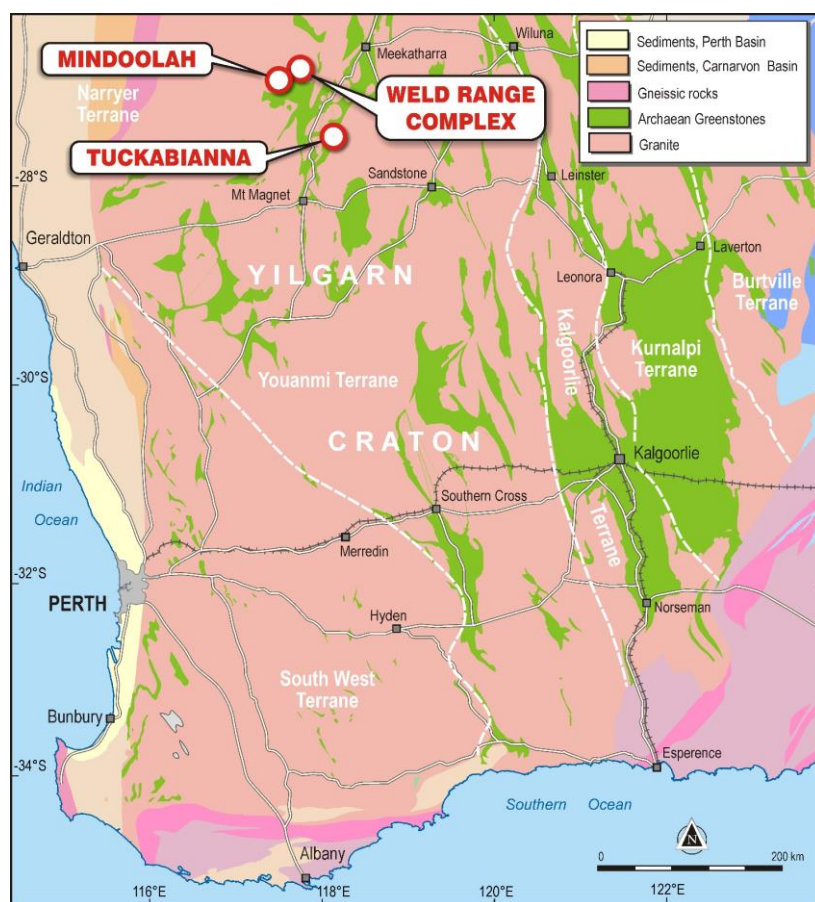 Wiluna
Meekatharra
MINDOOLAH
Narryer
Terrane
WELD RANGE
COMPLEX
TUCKABIANNA
Sediments, Perth Basin
Sediments, Carnarvon Basin
Gneissic rocks
Archaean Greenstones
Granite
28°S
Sandstone
Leinster
Mt Magnet
Geraldton
Laverton
YILGARN
Leonora
Burtville
Terrane
Kalgoorlie
Kurnalpi
Terrane
30°S
Youanmi Terrane
CRATON
Kalgoorlie
Indian
Ocean
Southern Cross
Merredin
Terrane
32°S
PERTH
Norseman
Hyden
South West
Terrane
Bunbury
Esperence
34°S
Southern Ocean
N
Albany
0
200 km
116°E
118°E
120°E
122°E